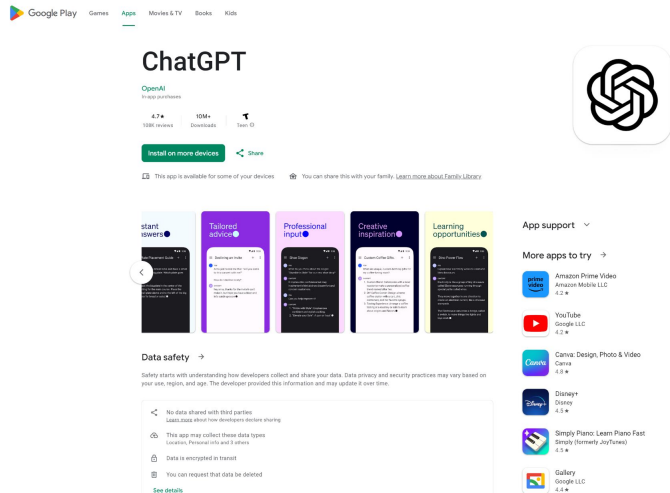 Google Play
Games
Apps
Movies & TV
Books
Kids
ChatGPT
OpenAI
In-app purchases
4.7★
10M+
Downloads
Teen
Install on more devices
Share
This app is available for some of your devices
You can share this with your family. Learn more about Family Library
Tailored
advice
Professional
input
Creative
inspiration
Learning
opportunities
App support
More apps to try
prime
video
Amazon Prime Video
Amazon Mobile LLC
4.2★
YouTube
Google LLC
4.2★
Canva
Canva: Design, Photo & Video
Canva
4.8★
Disney+
Disney+
Disney
4.5★
Simply Piano: Learn Piano Fast
Simply (formerly JoyTunes)
4.5★
Gallery
Google LLC
4.4★
Data safety
Safety starts with understanding how developers collect and share your data. Data privacy and security practices may vary based on
your use, region, and age. The developer provided this information and may update it over time.
No data shared with third parties
Learn more about how developers declare sharing
This app may collect these data types
Location, Personal info and 3 others
Data is encrypted in transit
You can request that data be deleted
See details